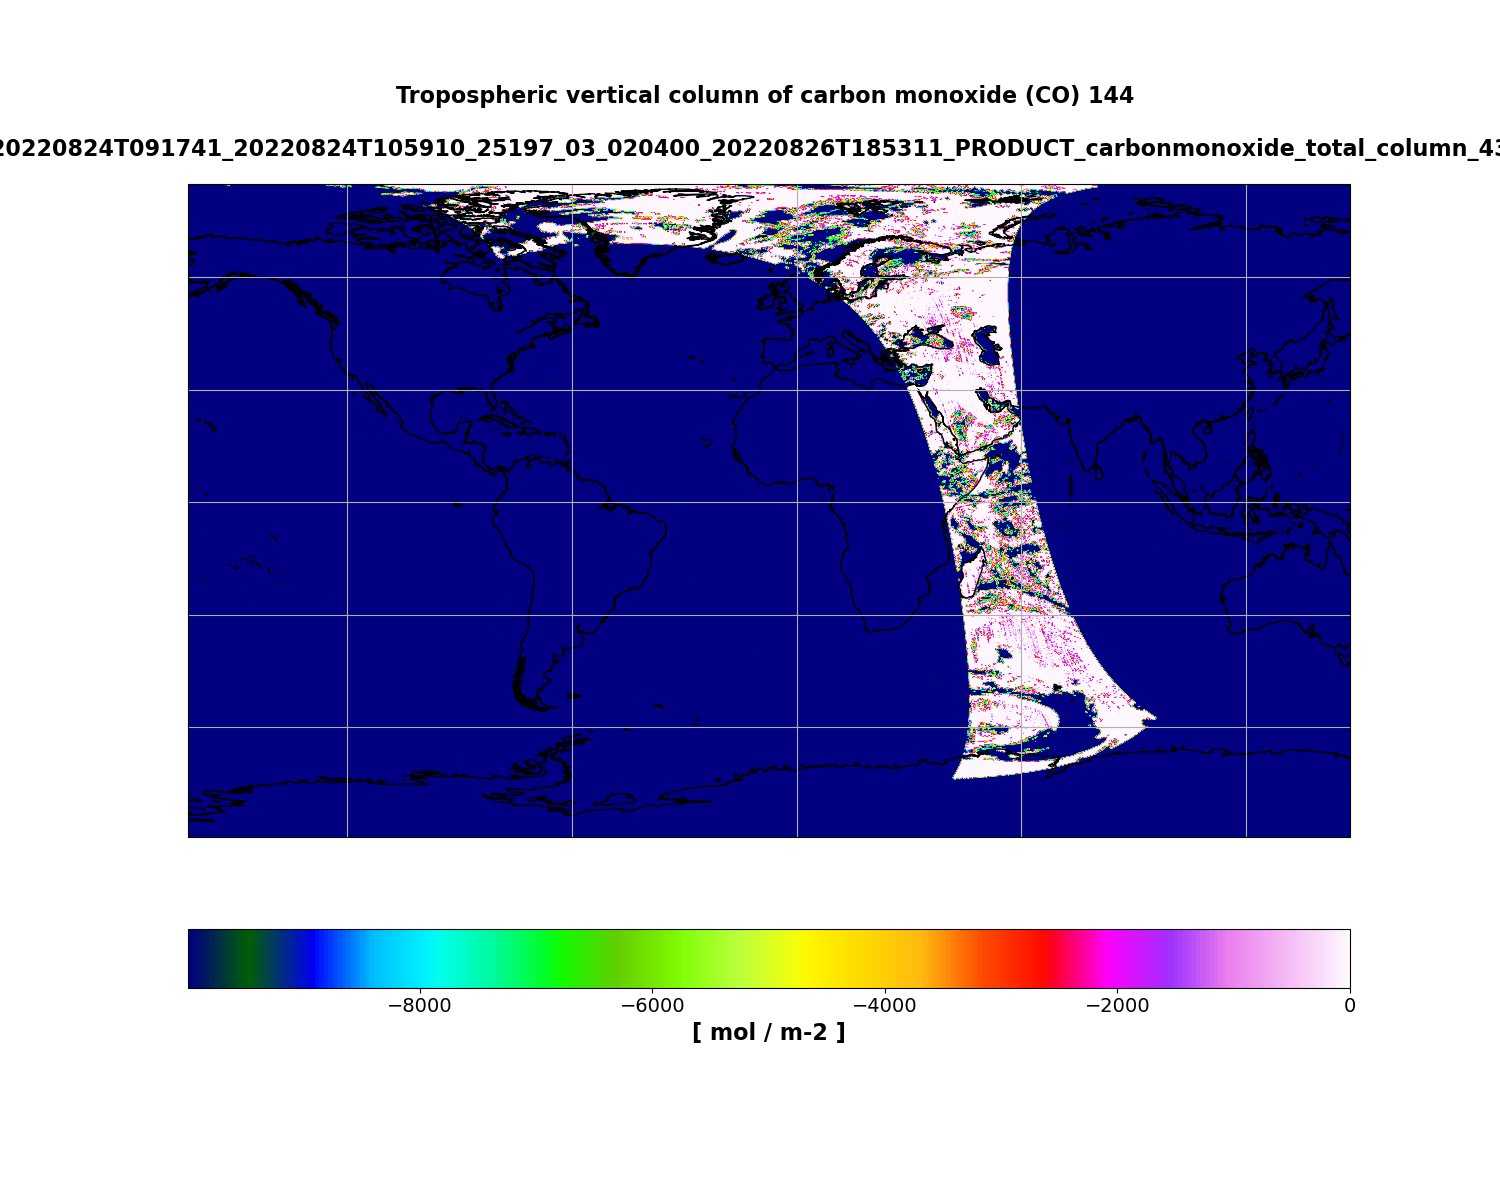 Tropospheric vertical column of carbon monoxide (CO) 144
20220824T091741_20220824T105910_25197_03_020400_20220826T185311_PRODUCT_carbonmonoxide_total_column_43
−8000 −6000 −4000 −2000 0
[ mol / m-2 ]